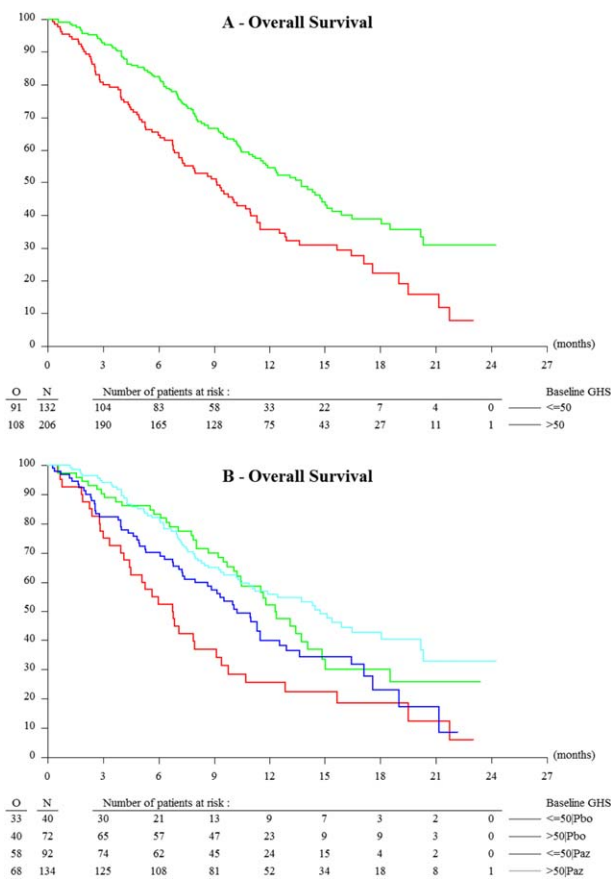 A - Overall Survival
100
90
80
70
60
50
40
30
20
10
0
(months)
0 3 6 9 12 15 18 21 24 27
O N Number of patients at risk : Baseline GHS
91 132 104 83 58 33 22 7 4 0 <=50
108 206 190 165 128 75 43 27 11 1 >50
B - Overall Survival
100
90
80
70
60
50
40
30
20
10
0
(months)
0 3 6 9 12 15 18 21 24 27
O N Number of patients at risk : Baseline GHS
33 40 30 21 13 9 7 3 2 0 <=50|Pbo
40 72 65 57 47 23 9 9 3 0 >50|Pbo
58 92 74 62 45 24 15 4 2 0 <=50|Paz
68 134 125 108 81 52 34 18 8 1 >50|Paz